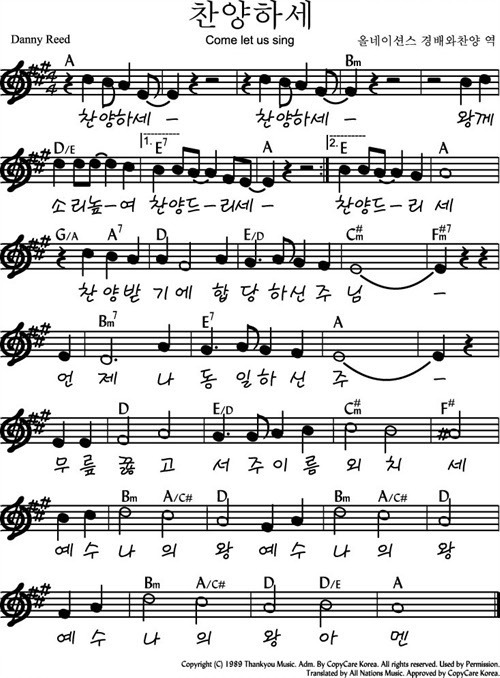 찬양하세
Danny Reed
Come let us sing
올네이션스 경배와찬양 역
A Bm
찬양하세 - 찬양하세 - 왕께
D/E 1. E7 A 2. E A
소리높-여 찬양드-리세- 찬양드-리 세
G/A A7 D E/D C#m F#7
찬양받 기에 합 당 하신주 님 -
Bm7 E7 A
언 제 나 동 일하 신 주 -
D E/D C#m F#
무릎 꿇 고 서 주이름 외 치 세
Bm A/C# D Bm A/C# D
예 수 나 의 왕 예 수 나 의 왕
Bm A/C# D D/E A
예 수 나 의 왕 아 멘
Copyright (C) 1989 Thankyou Music. Adm. By CopyCare Korea. All rights reserved. Used by Permission.
Translated by All Nations Music. Approved by CopyCare Korea.